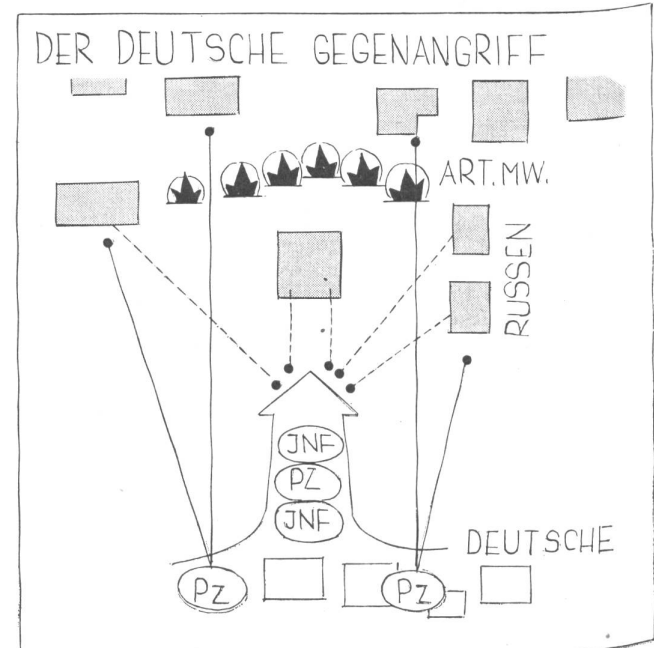 DER DEUTSCHE GEGENANGRIFF
ART. MW.
RUSSEN
JNF
PZ
JNF
DEUTSCHE
PZ
PZ